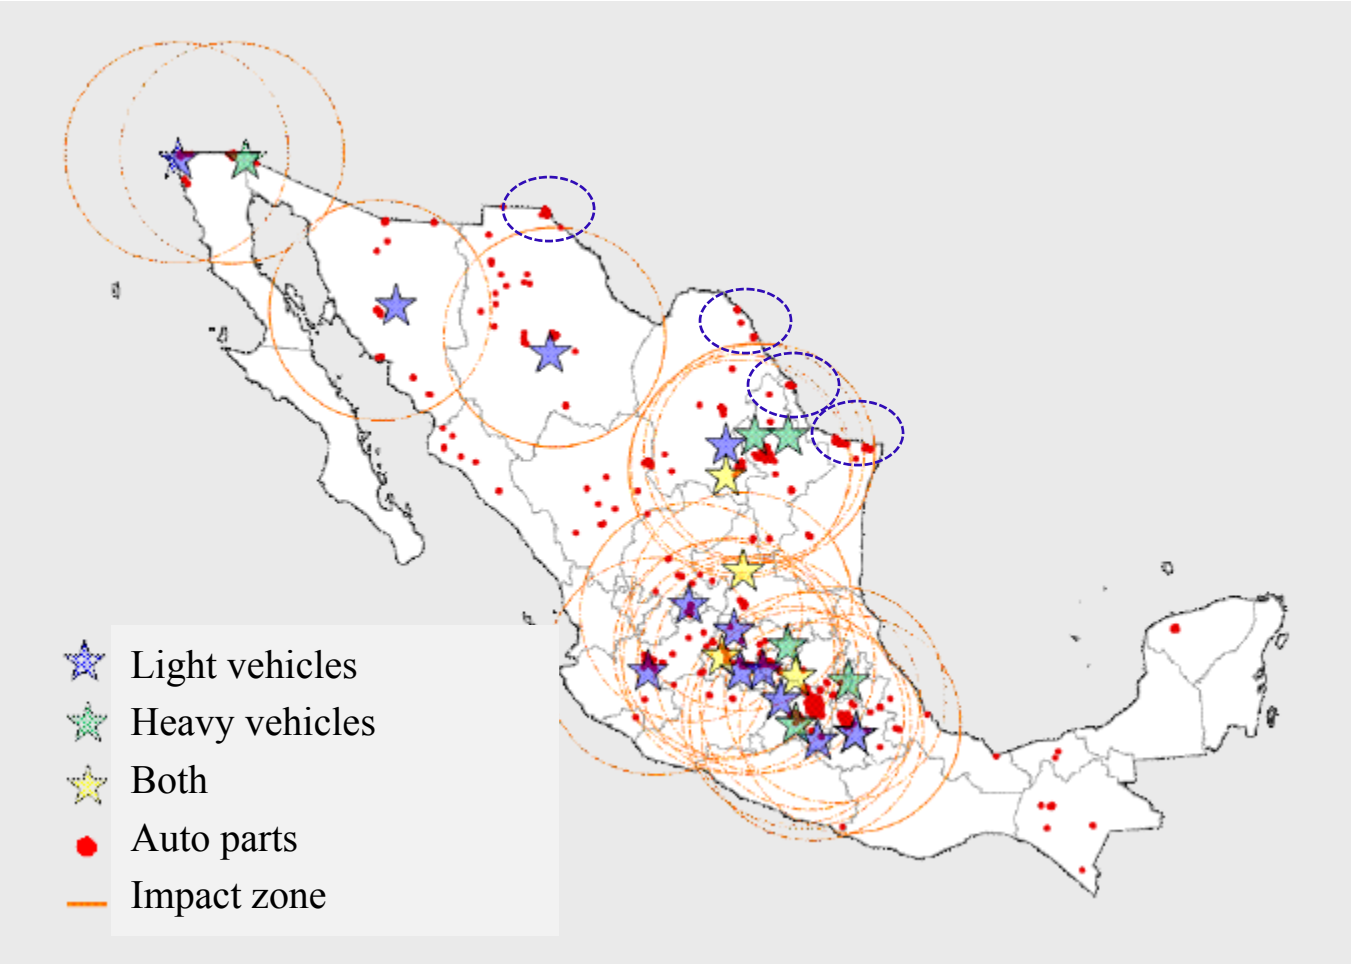 Light vehicles
Heavy vehicles
Both
Auto parts
Impact zone